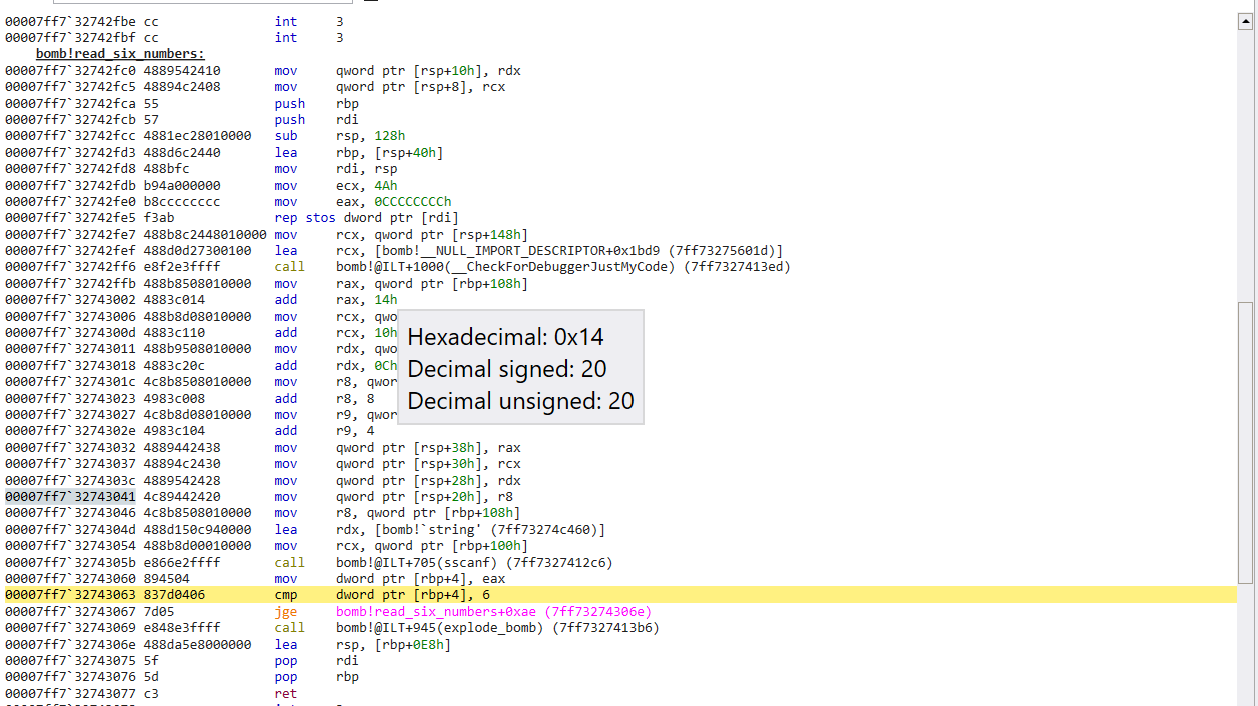 00007ff7`32742fbe cc int 3
00007ff7`32742fbf cc int 3
bomb!read_six_numbers:
00007ff7`32742fc0 4889542410 mov qword ptr [rsp+10h], rdx
00007ff7`32742fc5 48894c2408 mov qword ptr [rsp+8], rcx
00007ff7`32742fca 55 push rbp
00007ff7`32742fcb 57 push rdi
00007ff7`32742fcc 4881ec28010000 sub rsp, 128h
00007ff7`32742fd3 488d6c2440 lea rbp, [rsp+40h]
00007ff7`32742fd8 488bfc mov rdi, rsp
00007ff7`32742fdb b94a000000 mov ecx, 4Ah
00007ff7`32742fe0 b8cccccccc mov eax, 0CCCCCCCCh
00007ff7`32742fe5 f3ab rep stos dword ptr [rdi]
00007ff7`32742fe7 488b8c2448010000 mov rcx, qword ptr [rsp+148h]
00007ff7`32742fef 488d0d27300100 lea rcx, [bomb!__NULL_IMPORT_DESCRIPTOR+0x1bd9 (7ff73275601d)]
00007ff7`32742ff6 e8f2e3ffff call bomb!@ILT+1000(__CheckForDebuggerJustMyCode) (7ff7327413ed)
00007ff7`32742ffb 488b8508010000 mov rax, qword ptr [rbp+108h]
00007ff7`32743002 4883c014 add rax, 14h
00007ff7`32743006 488b8d08010000 mov rcx, qwo
00007ff7`3274300d 4883c110 add rcx, 10h
00007ff7`32743011 488b9508010000 mov rdx, qwo
00007ff7`32743018 4883c20c add rdx, 0Ch
00007ff7`3274301c 4c8b8508010000 mov r8, qwor
00007ff7`32743023 4983c008 add r8, 8
00007ff7`32743027 4c8b8d08010000 mov r9, qwor
00007ff7`3274302e 4983c104 add r9, 4
Hexadecimal: 0x14
Decimal signed: 20
Decimal unsigned: 20
00007ff7`32743032 4889442438 mov qword ptr [rsp+38h], rax
00007ff7`32743037 48894c2430 mov qword ptr [rsp+30h], rcx
00007ff7`3274303c 4889542428 mov qword ptr [rsp+28h], rdx
00007ff7`32743041 4c89442420 mov qword ptr [rsp+20h], r8
00007ff7`32743046 4c8b8508010000 mov r8, qword ptr [rbp+108h]
00007ff7`3274304d 488d150c940000 lea rdx, [bomb!`string' (7ff73274c460)]
00007ff7`32743054 488b8d00010000 mov rcx, qword ptr [rbp+100h]
00007ff7`3274305b e866e2ffff call bomb!@ILT+705(sscanf) (7ff7327412c6)
00007ff7`32743060 894504 mov dword ptr [rbp+4], eax
00007ff7`32743063 837d0406 cmp dword ptr [rbp+4], 6
00007ff7`32743067 7d05 jge bomb!read_six_numbers+0xae (7ff73274306e)
00007ff7`32743069 e848e3ffff call bomb!@ILT+945(explode_bomb) (7ff7327413b6)
00007ff7`3274306e 488da5e8000000 lea rsp, [rbp+0E8h]
00007ff7`32743075 5f pop rdi
00007ff7`32743076 5d pop rbp
00007ff7`32743077 c3 ret